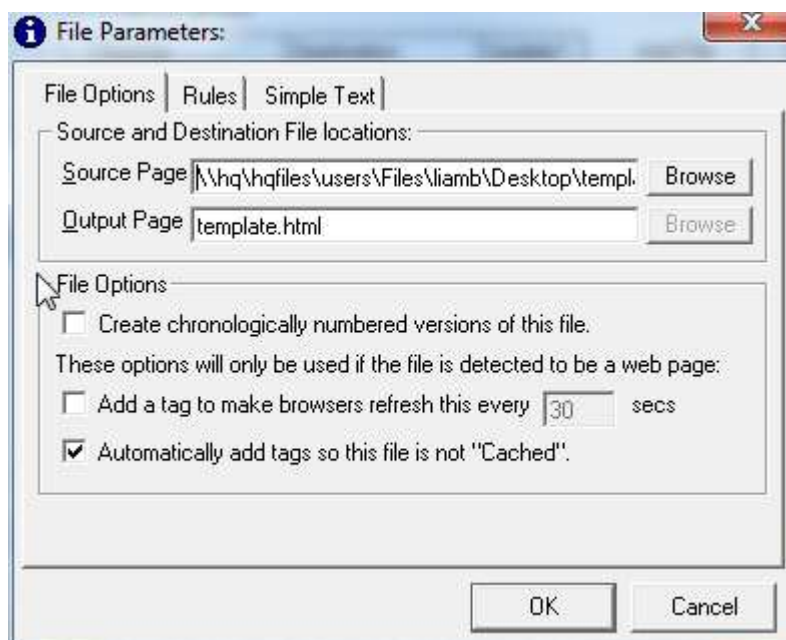 File Parameters:
File Options Rules Simple Text
Source and Destination File locations:
Source Page \\hq\hqfiles\users\Files\liamb\Desktop\templ. Browse
Output Page template.html Browse
File Options
Create chronologically numbered versions of this file.
These options will only be used if the file is detected to be a web page:
Add a tag to make browsers refresh this every 30 secs
Automatically add tags so this file is not "Cached".
OK Cancel